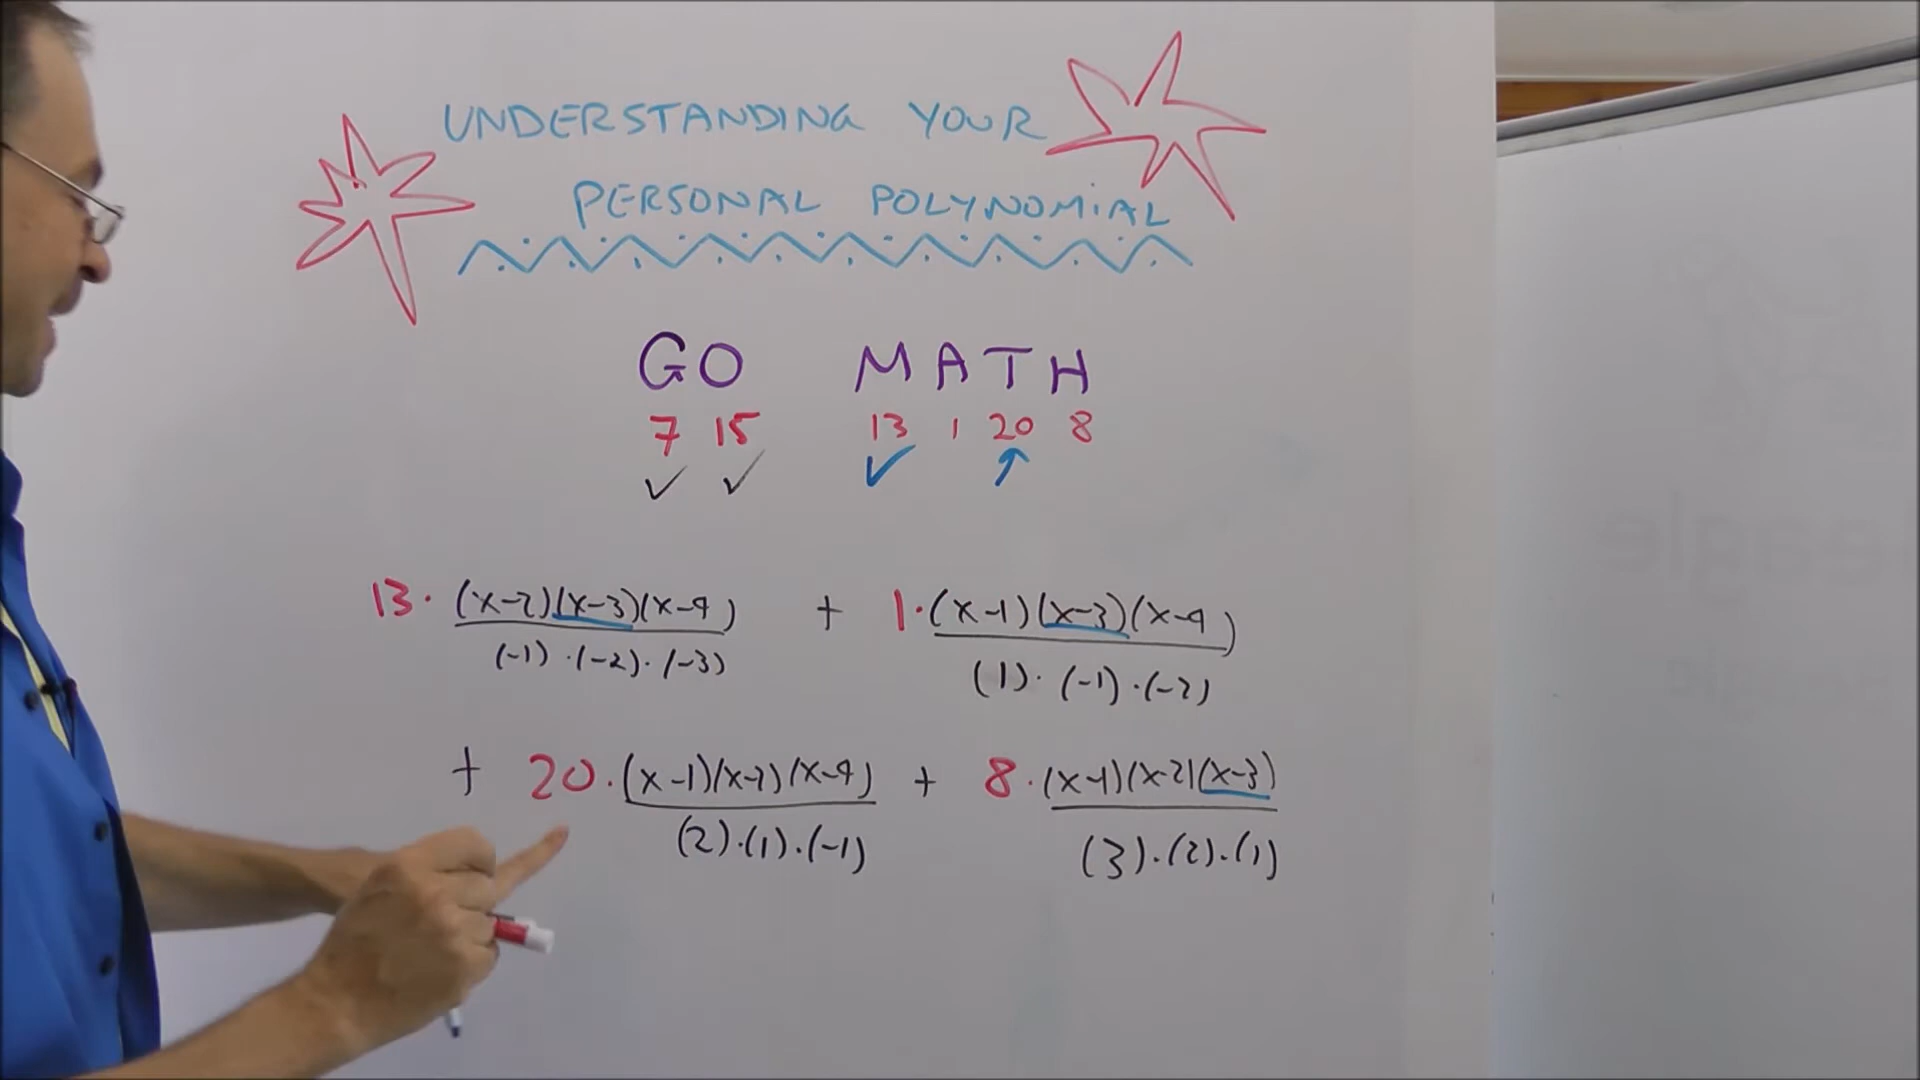 UNDERSTANDING YOUR
PERSONAL POLYNOMIAL
GO MATH
7 15 13 1 20 8
✓ ✓ ✓ ↑
13 · (x-2)(x-3)(x-4) + 1 · (x-1)(x-3)(x-4)
(-1) · (-2) · (-3) (1) · (-1) · (-2)
+ 20 · (x-1)(x-2)(x-4) + 8 · (x-1)(x-2)(x-3)
(2) · (1) · (-1) (3) · (2) · (1)
eagle